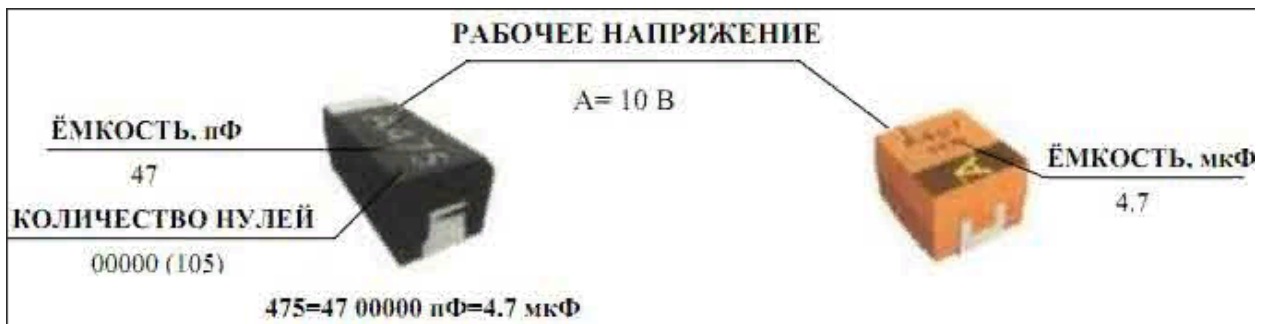 РАБОЧЕЕ НАПРЯЖЕНИЕ
А= 10 В
ЁМКОСТЬ. пФ
47
КОЛИЧЕСТВО НУЛЕЙ
00000 (105)
475=47 00000 пФ=4.7 мкФ
ЁМКОСТЬ. мкФ
4.7